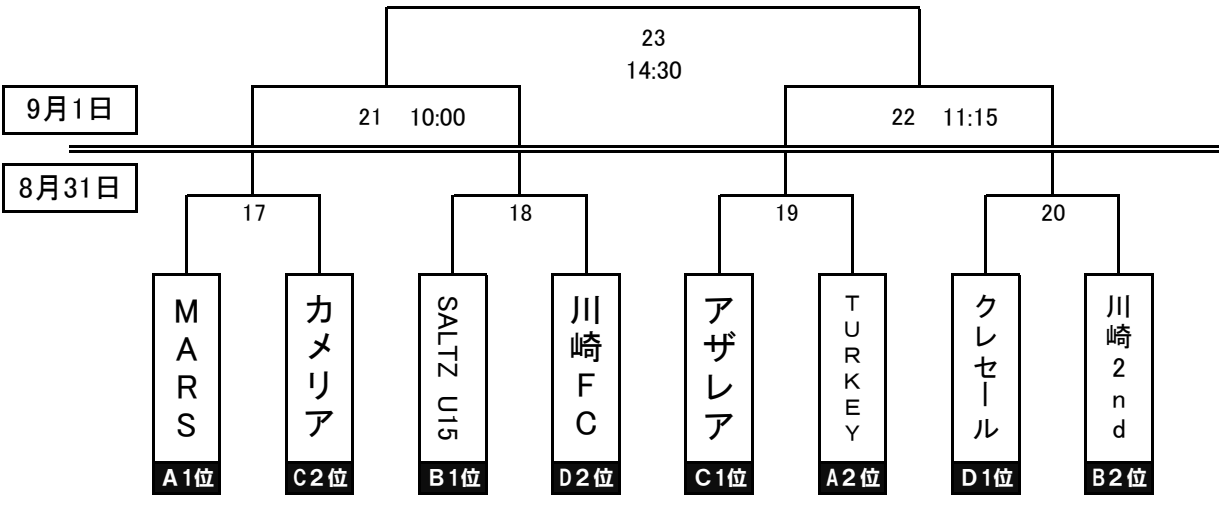 23
14:30
9月1日
21 10:00
22 11:15
8月31日
17
18
19
20
MARS
カメリア
SALTZ U15
川崎FC
アザレア
TURKEY
クレセール
川崎2nd
A1位
C2位
B1位
D2位
C1位
A2位
D1位
B2位